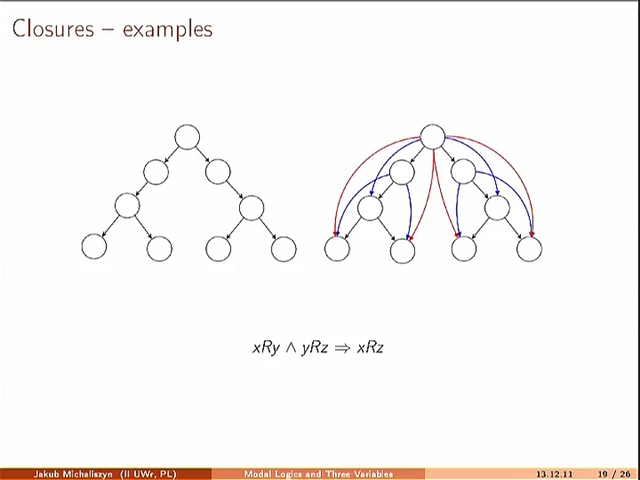 Closures – examples
xRy ∧ yRz ⇒ xRz
Jakub Michaliszyn (II UWr, PL) Modal Logics and Three Variables 13.12.11 19 / 26